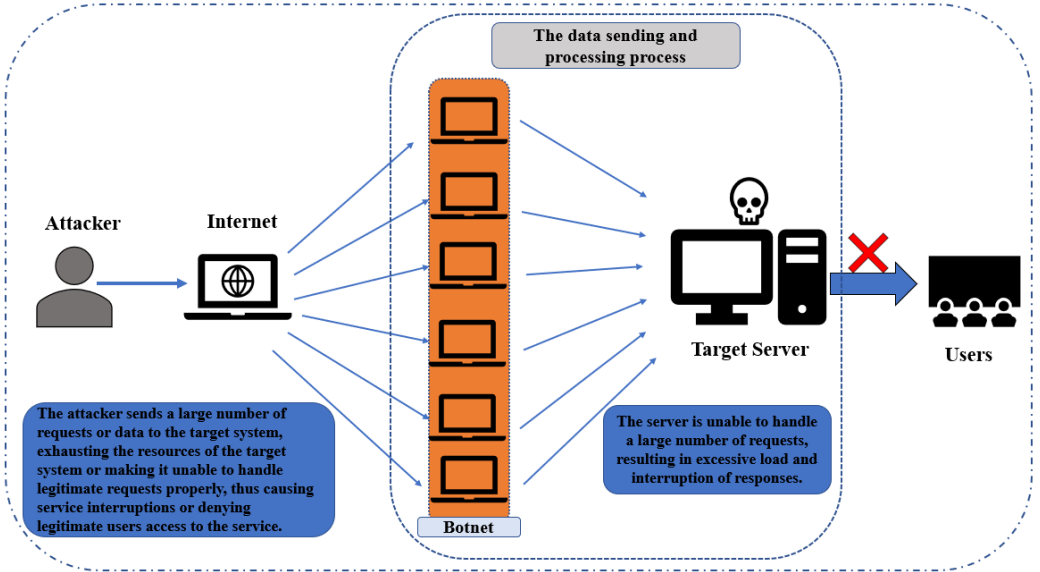 The data sending and
processing process
Attacker
Internet
Target Server
Users
The attacker sends a large number of
requests or data to the target system,
exhausting the resources of the target
system or making it unable to handle
legitimate requests properly, thus causing
service interruptions or denying
legitimate users access to the service.
The server is unable to handle
a large number of requests,
resulting in excessive load and
interruption of responses.
Botnet